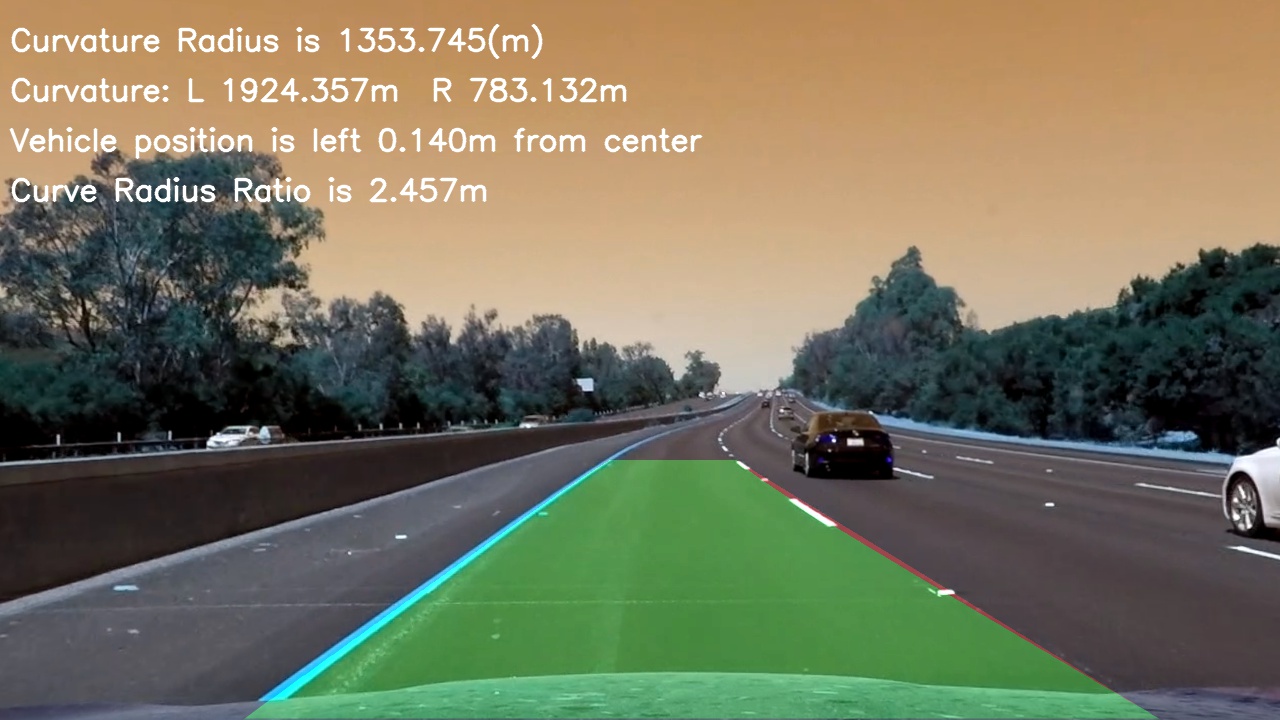 Curvature Radius is 1353.745(m)
Curvature: L 1924.357m R 783.132m
Vehicle position is left 0.140m from center
Curve Radius Ratio is 2.457m